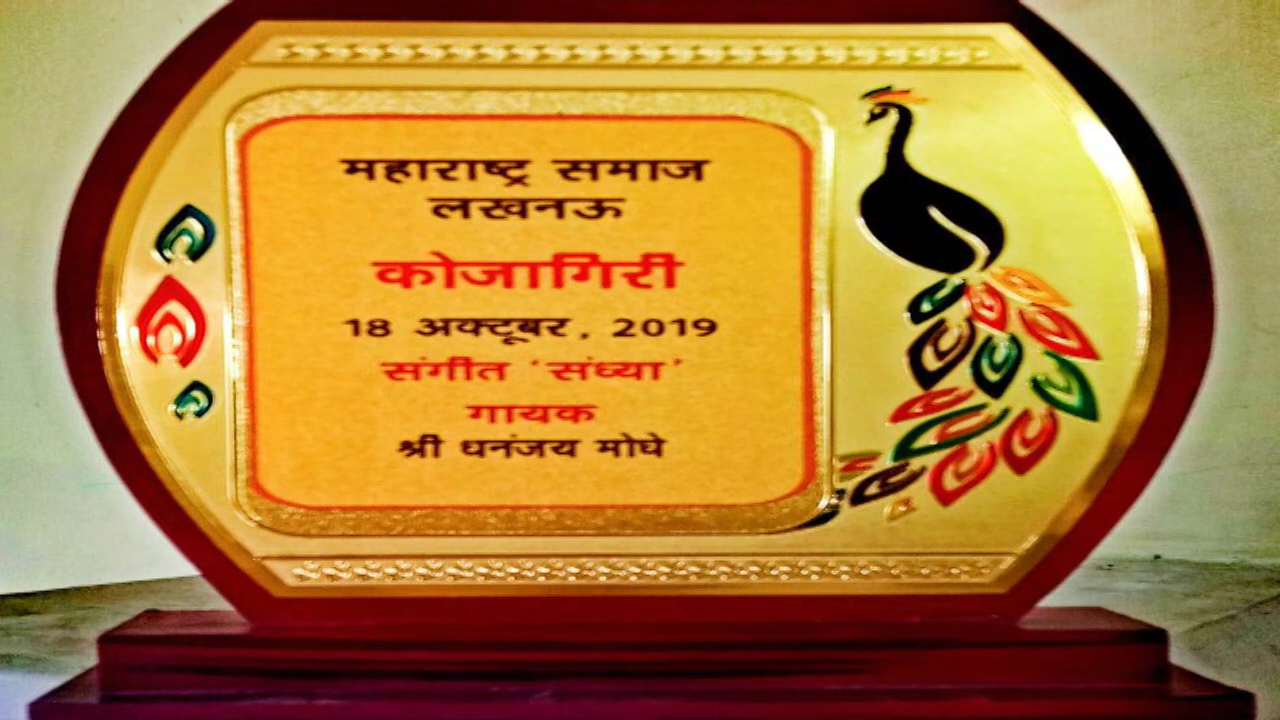 महाराष्ट्र समाज
लखनऊ
कोजागिरी
18 अक्टूबर, 2019
संगीत 'संध्या'
गायक
श्री धनंजय मोघे